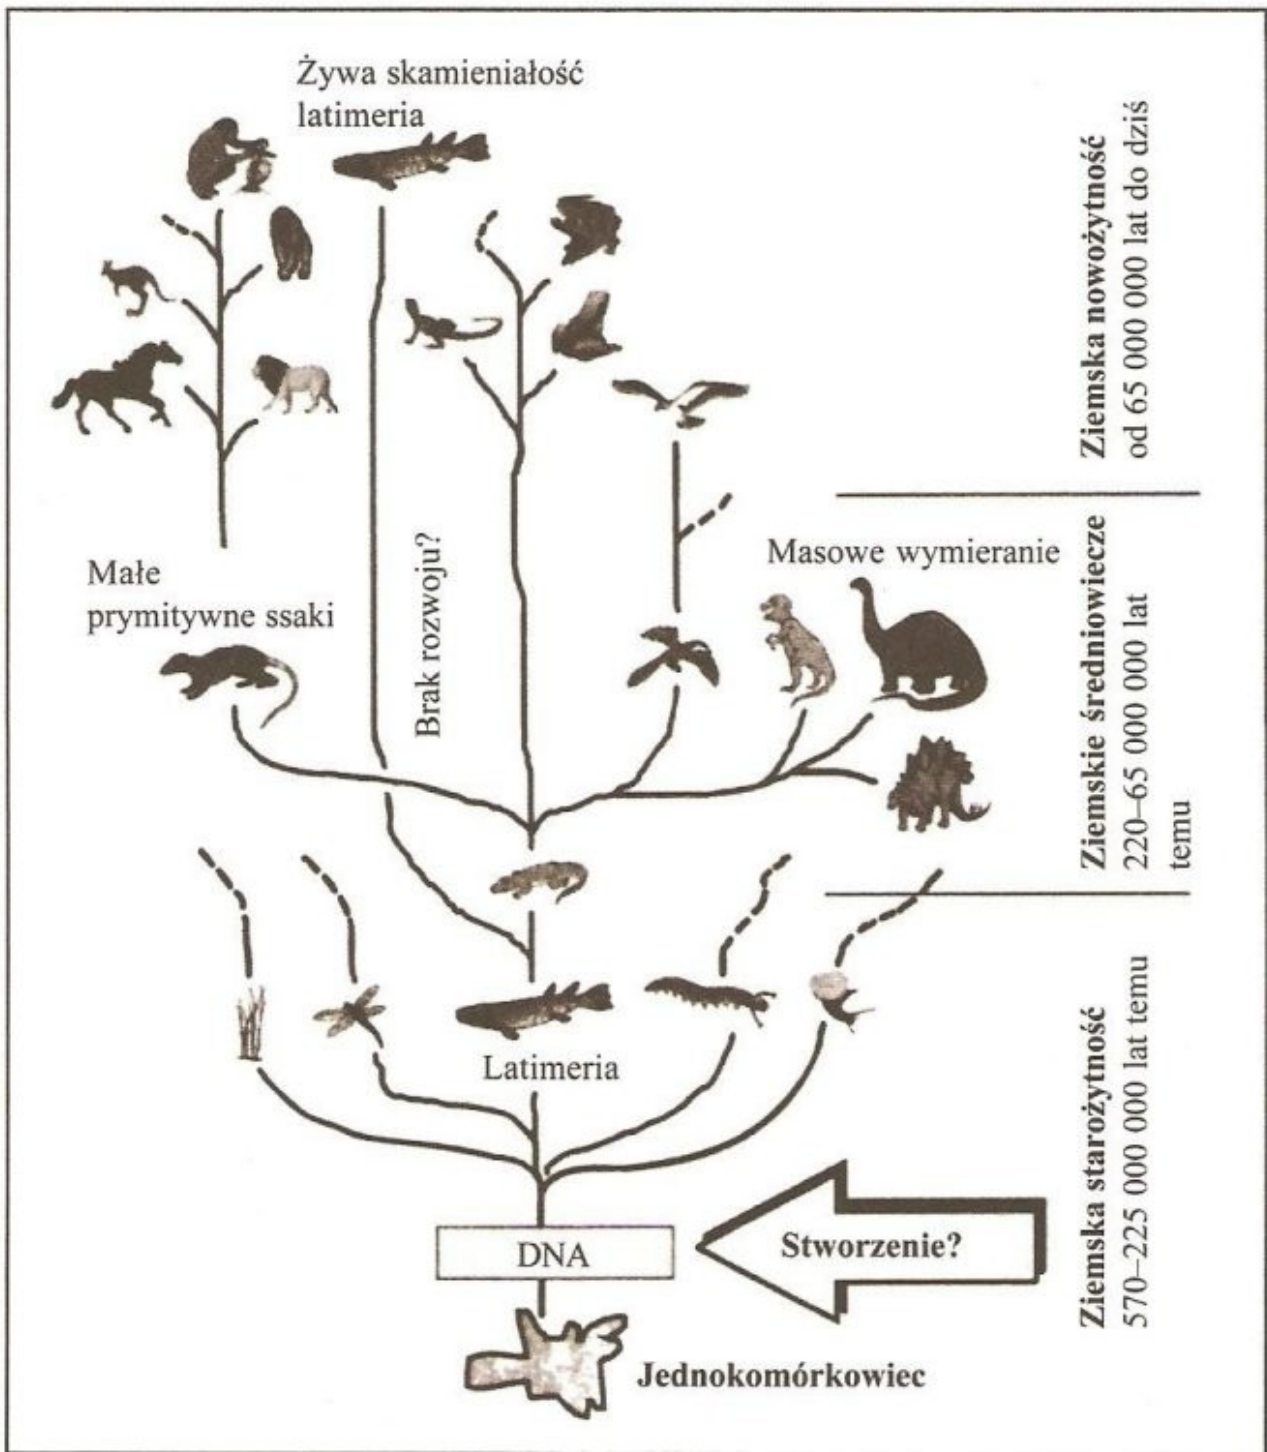 Żywa skamieniałość
latimeria
Ziemska nowożytność
od 65 000 000 lat do dziś
Małe
prymitywne ssaki
Brak rozwoju?
Masowe wymieranie
Ziemskie średniowiecze
220–65 000 000 lat
temu
Latimeria
Ziemska starożytność
570–225 000 000 lat temu
DNA
Stworzenie?
Jednokomórkowiec